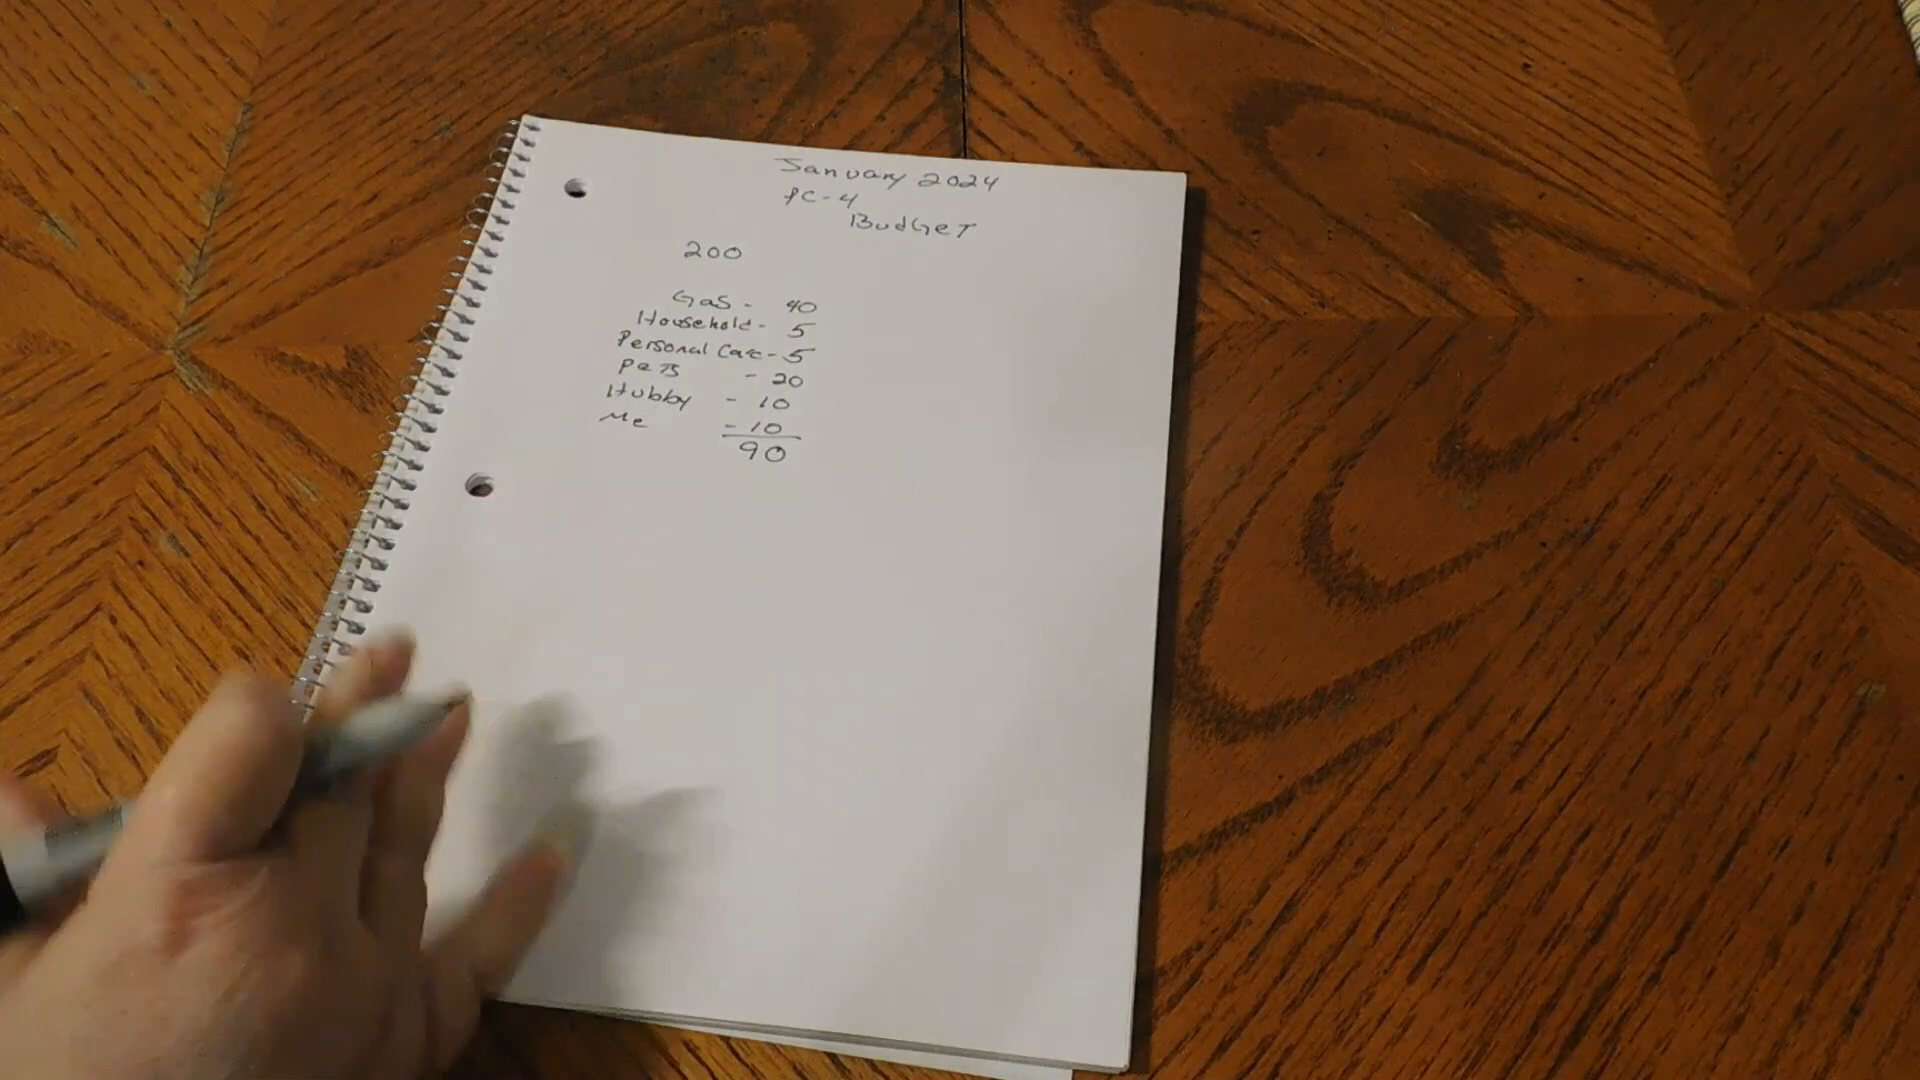 January 2024
PC-4
Budget
200
Gas - 40
Household - 5
Personal Care - 5
Pets - 20
Hubby - 10
Me - 10
90